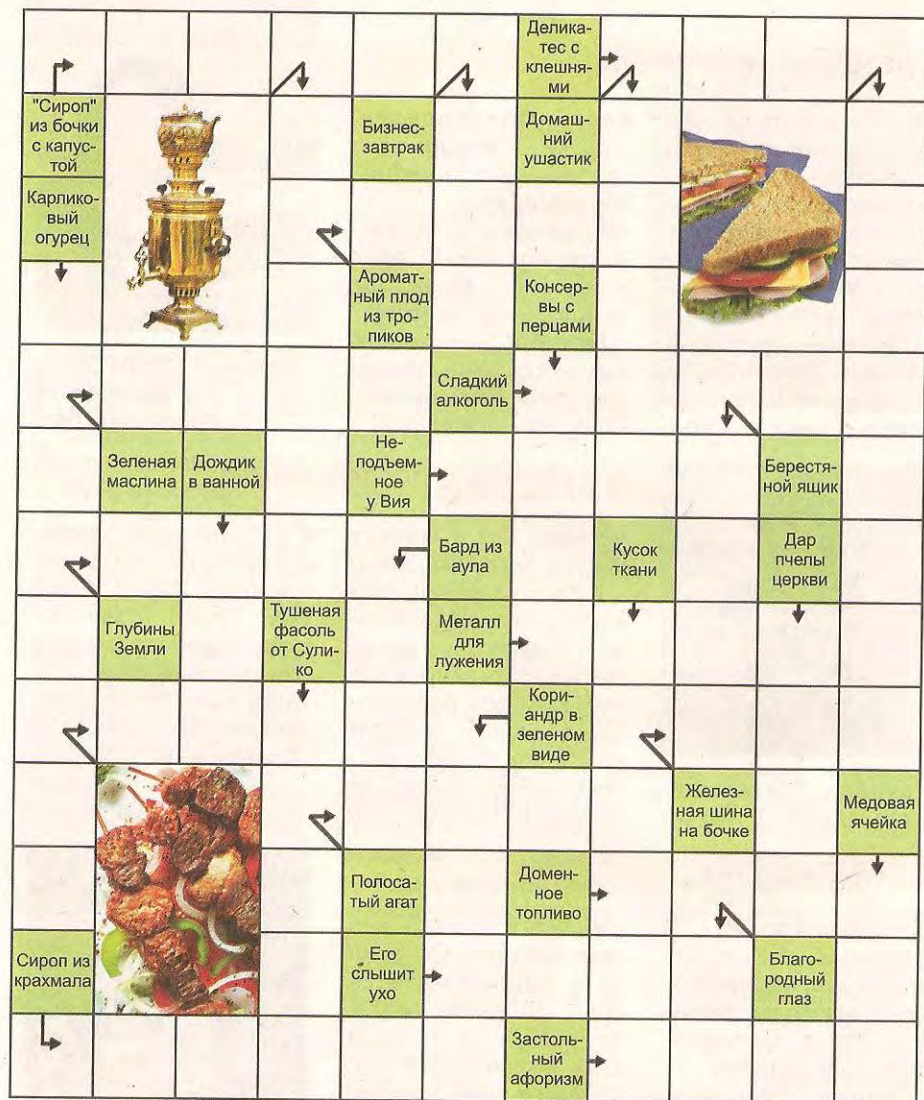 Делика-
тес с
клешня-
ми
"Сироп"
из бочки
с капус-
той
Бизнес-
завтрак
Домаш-
ний
ушастик
Карлико-
вый
огурец
Аромат-
ный плод
из тро-
пиков
Консер-
вы с
перцами
Сладкий
алкоголь
Зеленая
маслина
Дождик
в ванной
Не-
подъем-
ное
у Вия
Берестя-
ной ящик
Бард из
аула
Кусок
ткани
Дар
пчелы
церкви
Глубины
Земли
Тушеная
фасоль
от Сули-
ко
Металл
для
лужения
Кори-
андр в
зеленом
виде
Желез-
ная шина
на бочке
Медовая
ячейка
Полоса-
тый агат
Домен-
ное
топливо
Сироп из
крахмала
Его
слышит
ухо
Благо-
родный
глаз
Застоль-
ный
афоризм